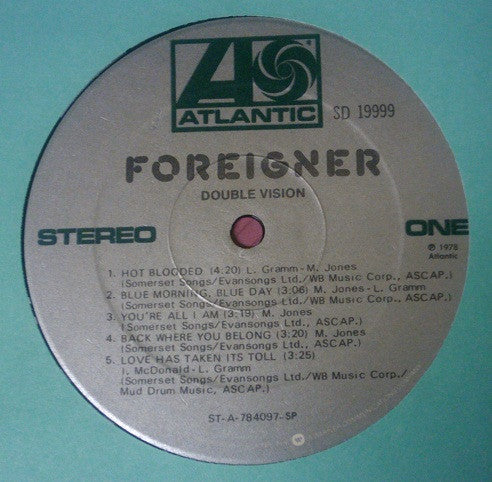 ATLANTIC
®
SD 19999
FOREIGNER
DOUBLE VISION
STEREO
ONE
℗ 1978
Atlantic
1. HOT BLOODED (4:20) L. Gramm-M. Jones
(Somerset Songs/Evansongs Ltd./WB Music Corp., ASCAP.)
2. BLUE MORNING, BLUE DAY (3:06) M. Jones-L. Gramm
(Somerset Songs/Evansongs Ltd./WB Music Corp., ASCAP.)
3. YOU'RE ALL I AM (3:19) M. Jones
(Somerset Songs/Evansongs Ltd., ASCAP.)
4. BACK WHERE YOU BELONG (3:20) M. Jones
(Somerset Songs/Evansongs Ltd., ASCAP.)
5. LOVE HAS TAKEN ITS TOLL (3:25)
I. McDonald-L. Gramm
(Somerset Songs/Evansongs Ltd./WB Music Corp./
Mud Drum Music, ASCAP.)
ST-A-784097-SP